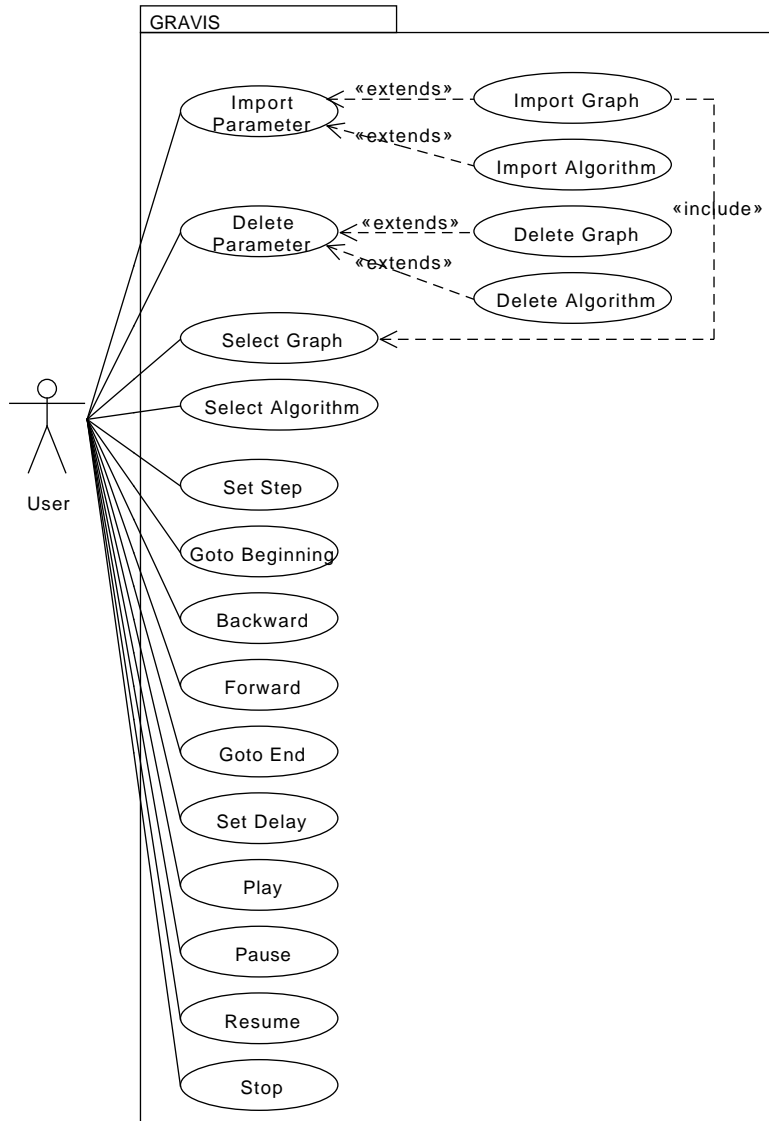 GRAVIS
Import
Parameter
«extends»
Import Graph
«extends»
Import Algorithm
«include»
Delete
Parameter
«extends»
Delete Graph
«extends»
Delete Algorithm
Select Graph
Select Algorithm
User
Set Step
Goto Beginning
Backward
Forward
Goto End
Set Delay
Play
Pause
Resume
Stop